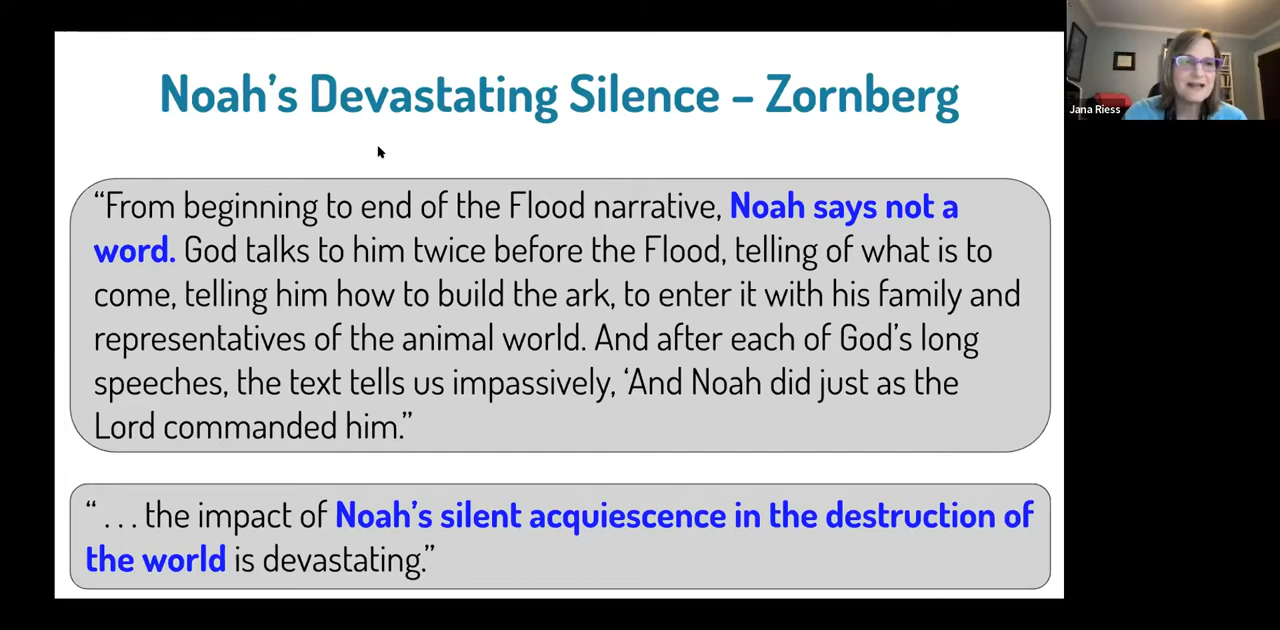 Noah’s Devastating Silence – Zornberg
Jana Riess
“From beginning to end of the Flood narrative, Noah says not a
word. God talks to him twice before the Flood, telling of what is to
come, telling him how to build the ark, to enter it with his family and
representatives of the animal world. And after each of God’s long
speeches, the text tells us impassively, ‘And Noah did just as the
Lord commanded him.”
“ . . . the impact of Noah’s silent acquiescence in the destruction of
the world is devastating.”